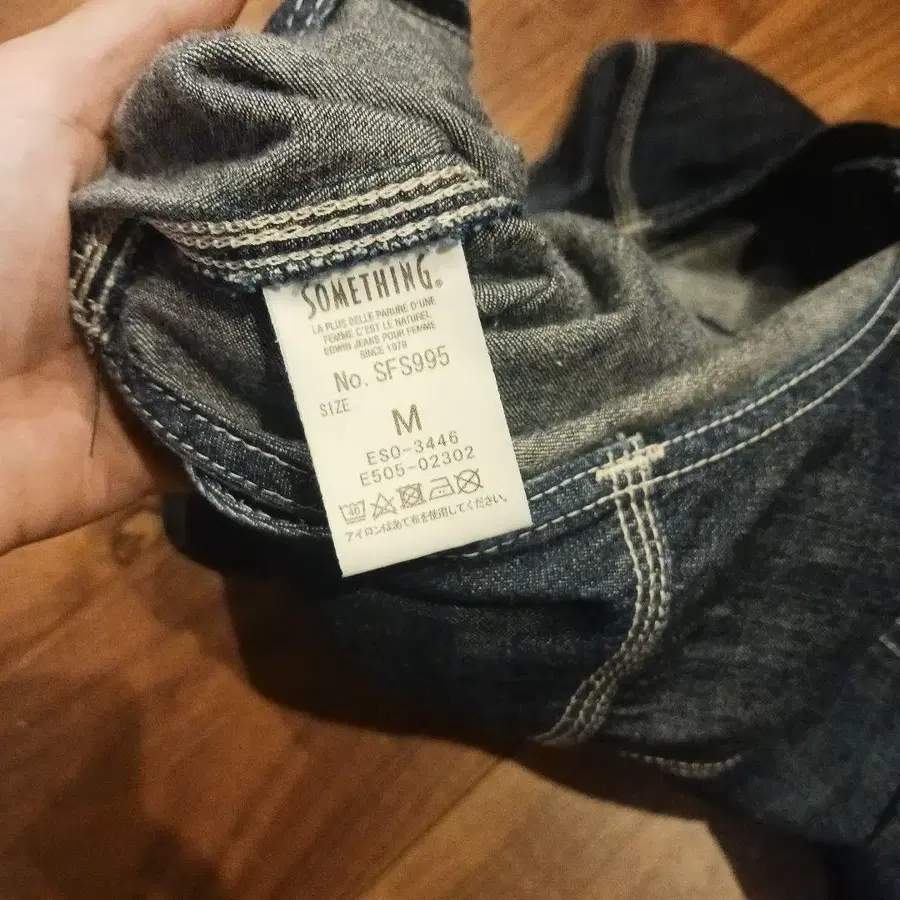 SOMETHING®
LA PLUS BELLE PARURE D'UNE
FEMME C'EST LE NATUREL
EDWIN JEANS POUR FEMME
SINCE 1979
No. SFS995
SIZE
M
ES0-3446
E505-02302
40
アイロンはあて布を使用してください。